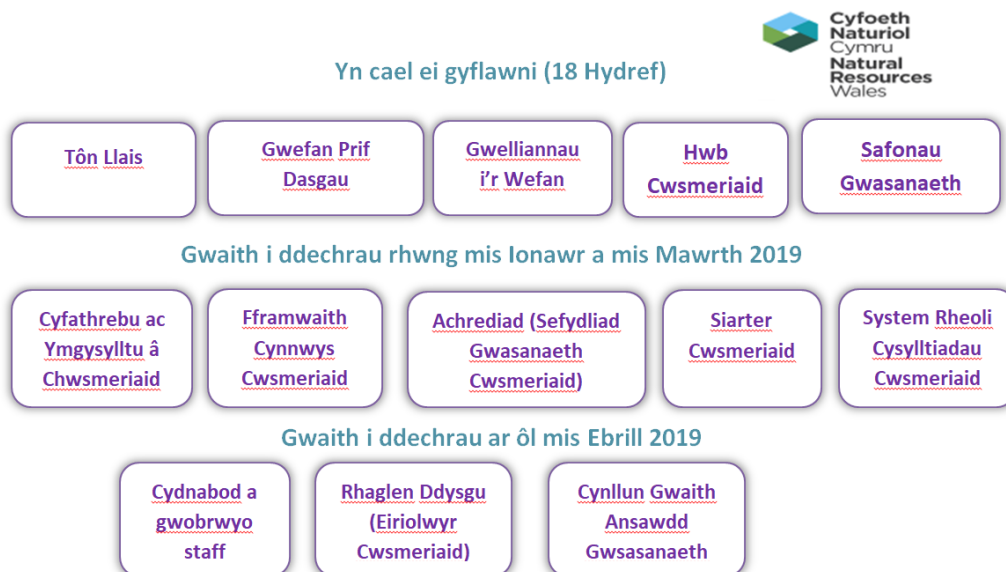 Cyfoeth
Naturiol
Cymru
Natural
Resources
Wales
Yn cael ei gyflawni (18 Hydref)
Tôn Llais
Gwefan Prif
Dasgau
Gwelliannau
i'r Wefan
Hwb
Cwsmeriaid
Safonau
Gwasanaeth
Gwaith i ddechrau rhwng mis Ionawr a mis Mawrth 2019
Cyfathrebu ac
Ymgysylltu â
Chwsmeriaid
Fframwaith
Cynnwys
Cwsmeriaid
Achrediad (Sefydliad
Gwasanaeth
Cwsmeriaid)
Siarter
Cwsmeriaid
System Rheoli
Cysylltiadau
Cwsmeriaid
Gwaith i ddechrau ar ôl mis Ebrill 2019
Cydnabod a
gwobrwyo
staff
Rhaglen Ddysgu
(Eiriolwyr
Cwsmeriaid)
Cynllun Gwaith
Ansawdd
Gwsasanaeth